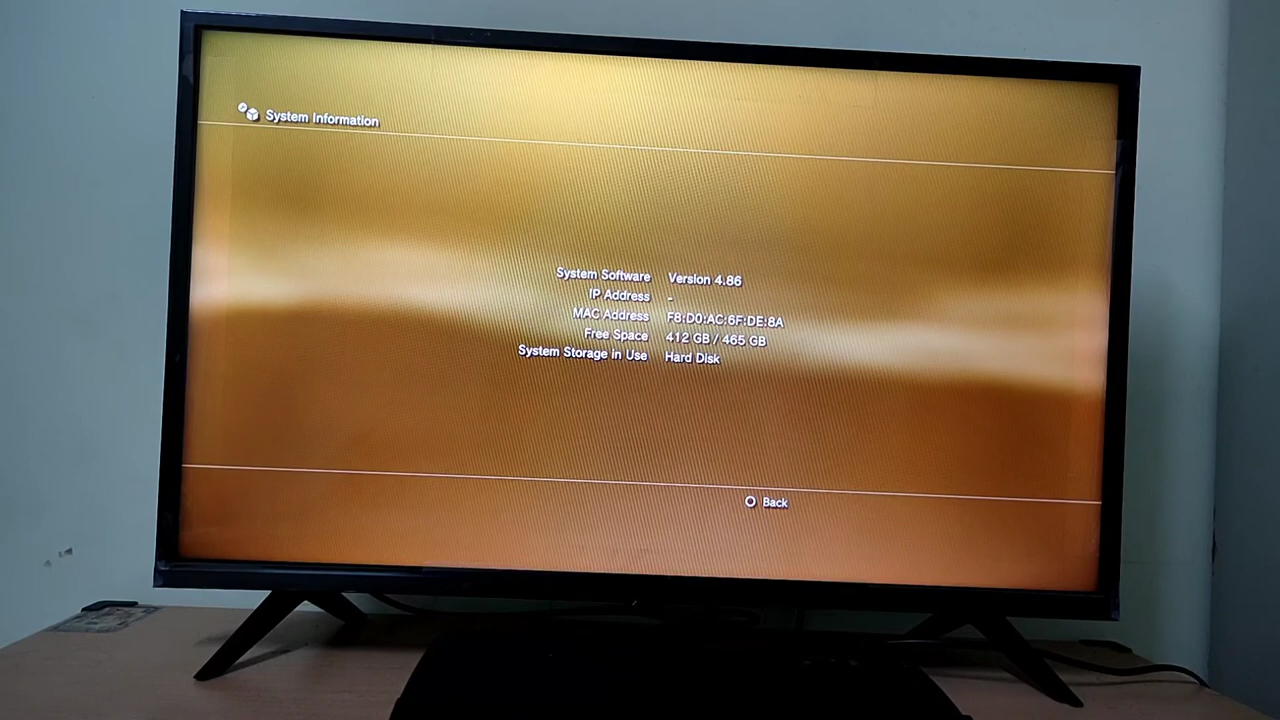 System Information
System Software Version 4.86
IP Address -
MAC Address F8:D0:AC:6F:DE:8A
Free Space 412 GB / 465 GB
System Storage in Use Hard Disk
Back